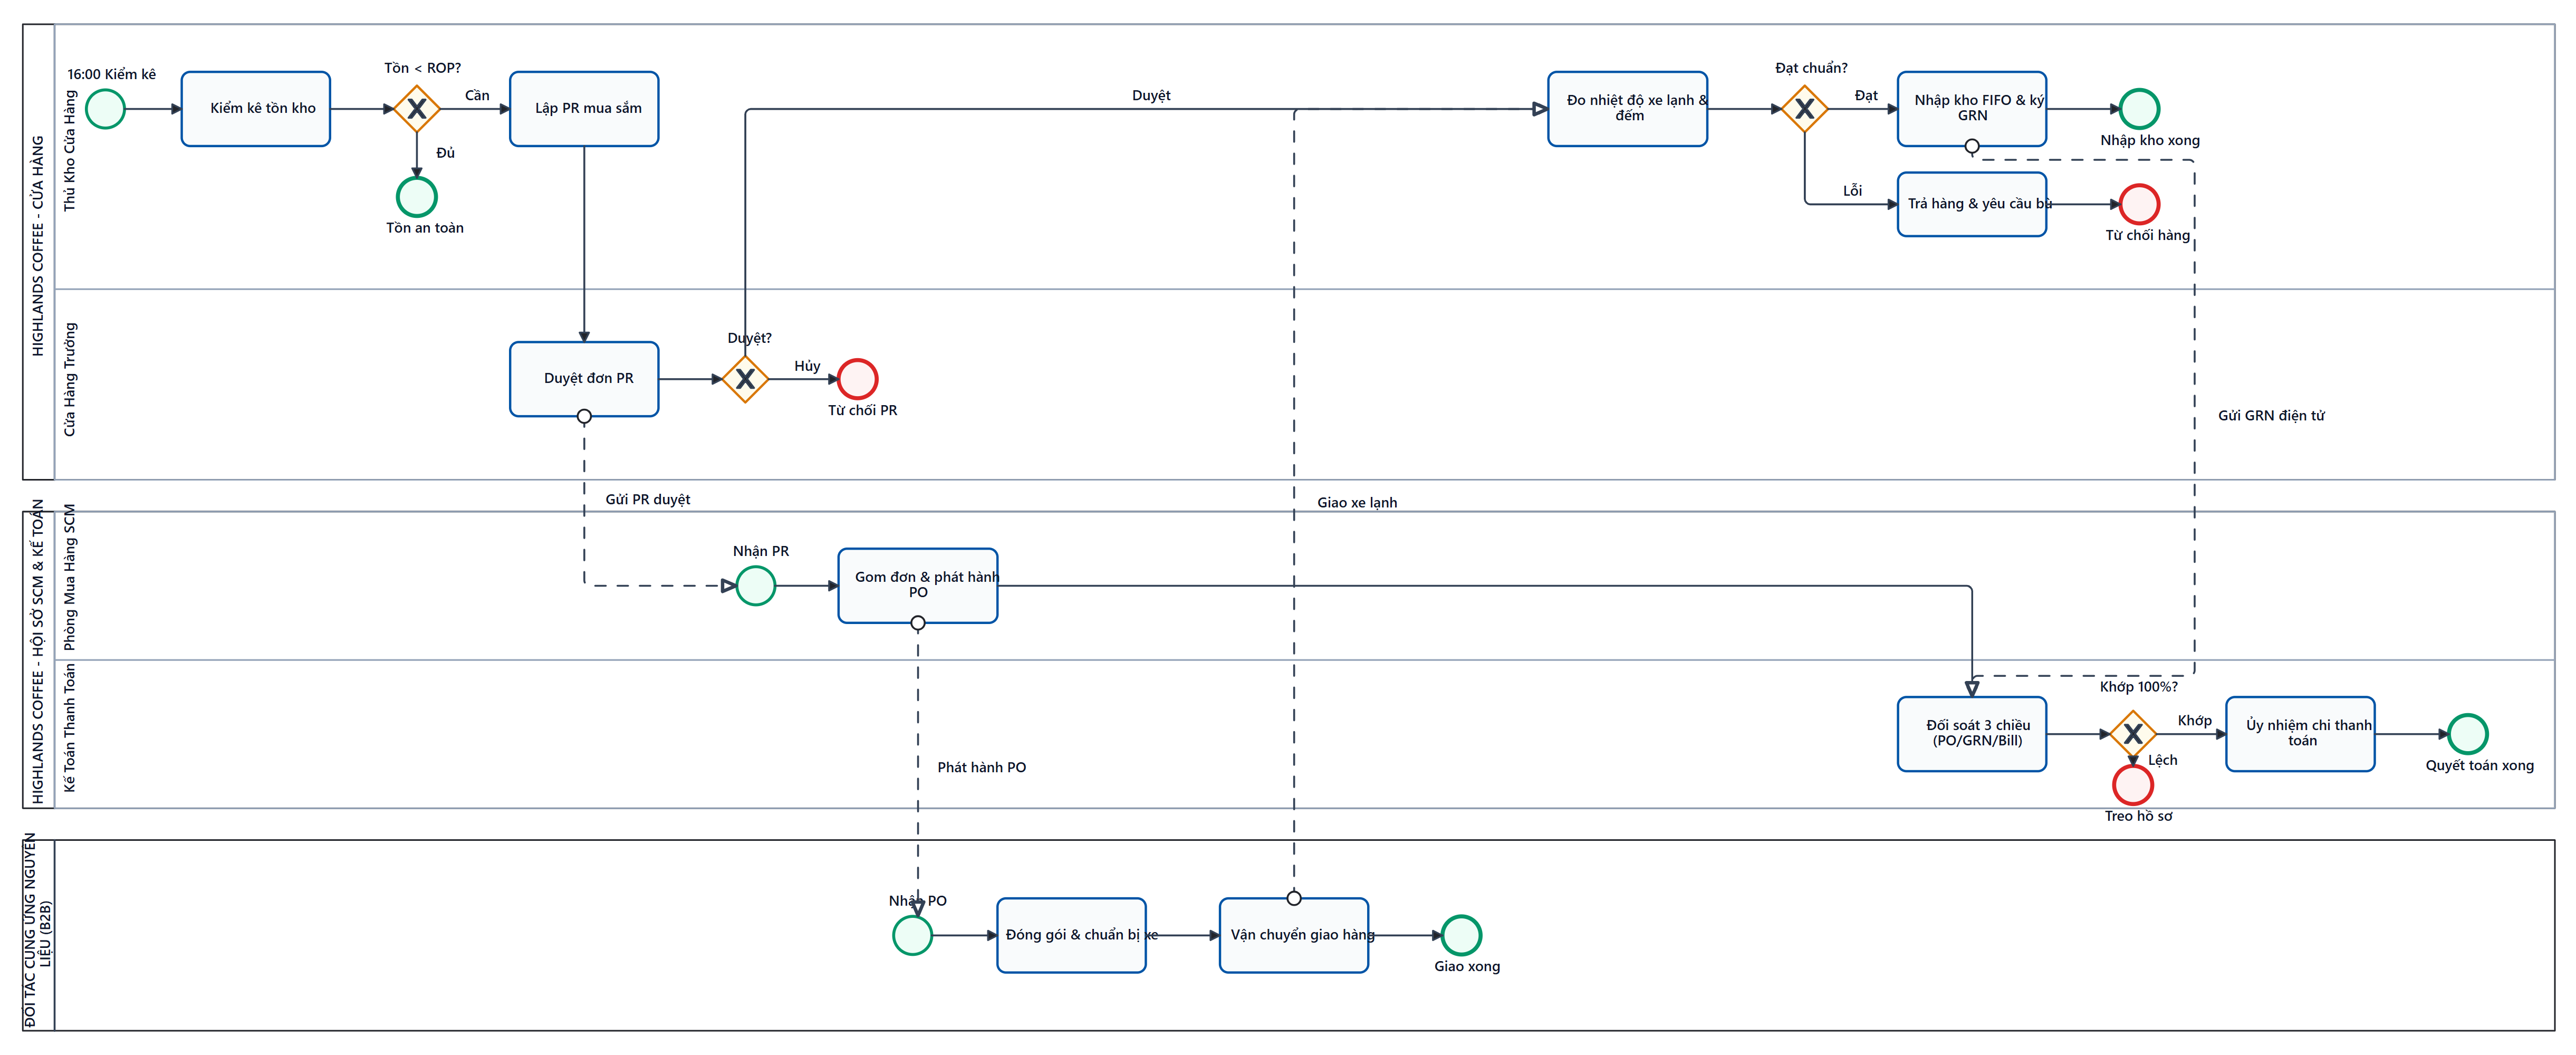 HIGHLANDS COFFEE - CỬA HÀNG
Thủ Kho Cửa Hàng
16:00 Kiểm kê
Kiểm kê tồn kho
Tồn < ROP?
Cần
Đủ
Tồn an toàn
Lập PR mua sắm
Duyệt
Đo nhiệt độ xe lạnh &
đếm
Đạt chuẩn?
Đạt
Lỗi
Nhập kho FIFO & ký
GRN
Nhập kho xong
Trả hàng & yêu cầu bù
Từ chối hàng
Cửa Hàng Trưởng
Duyệt đơn PR
Duyệt?
Hủy
Từ chối PR
Gửi PR duyệt
Giao xe lạnh
Gửi GRN điện tử
HIGHLANDS COFFEE - HỘI SỞ SCM & KẾ TOÁN
Phòng Mua Hàng SCM
Nhận PR
Gom đơn & phát hành
PO
Kế Toán Thanh Toán
Phát hành PO
Đối soát 3 chiều
(PO/GRN/Bill)
Khớp 100%?
Khớp
Lệch
Treo hồ sơ
Ủy nhiệm chi thanh
toán
Quyết toán xong
ĐỐI TÁC CUNG ỨNG NGUYÊN
LIỆU (B2B)
Nhận PO
Đóng gói & chuẩn bị xe
Vận chuyển giao hàng
Giao xong